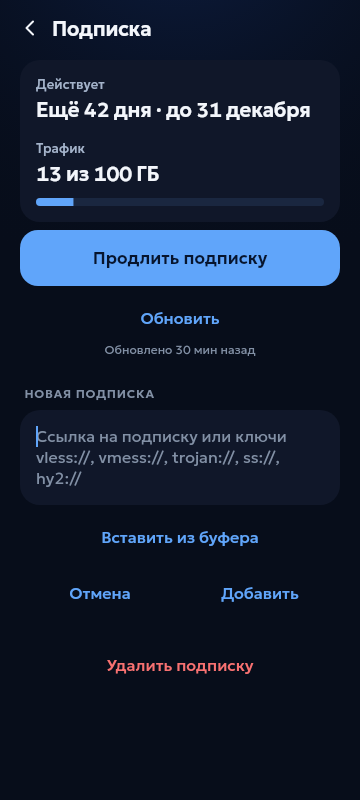 Подписка
Действует
Ещё 42 дня · до 31 декабря
Трафик
13 из 100 ГБ
Продлить подписку
Обновить
Обновлено 30 мин назад
НОВАЯ ПОДПИСКА
Ссылка на подписку или ключи
vless://, vmess://, trojan://, ss://,
hy2://
Вставить из буфера
Отмена
Добавить
Удалить подписку